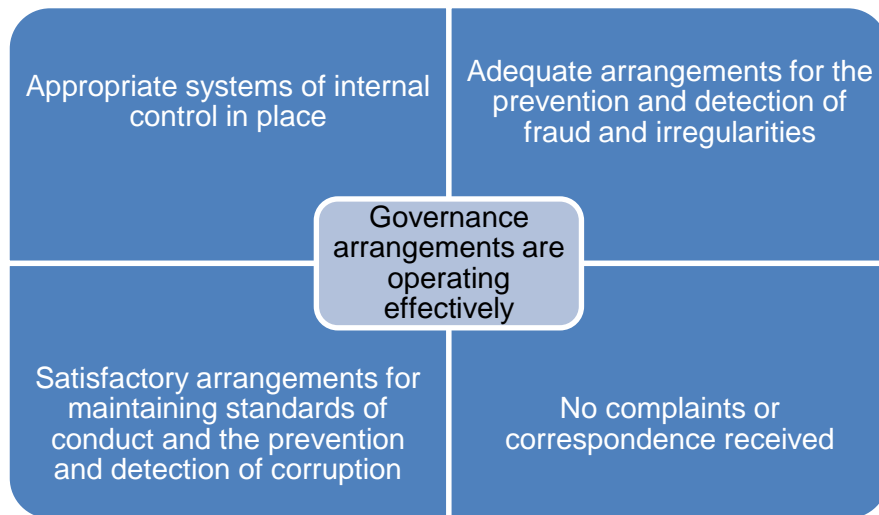 Appropriate systems of internal
control in place
Adequate arrangements for the
prevention and detection of
fraud and irregularities
Governance
arrangements are
operating
effectively
Satisfactory arrangements for
maintaining standards of
conduct and the prevention
and detection of corruption
No complaints or
correspondence received